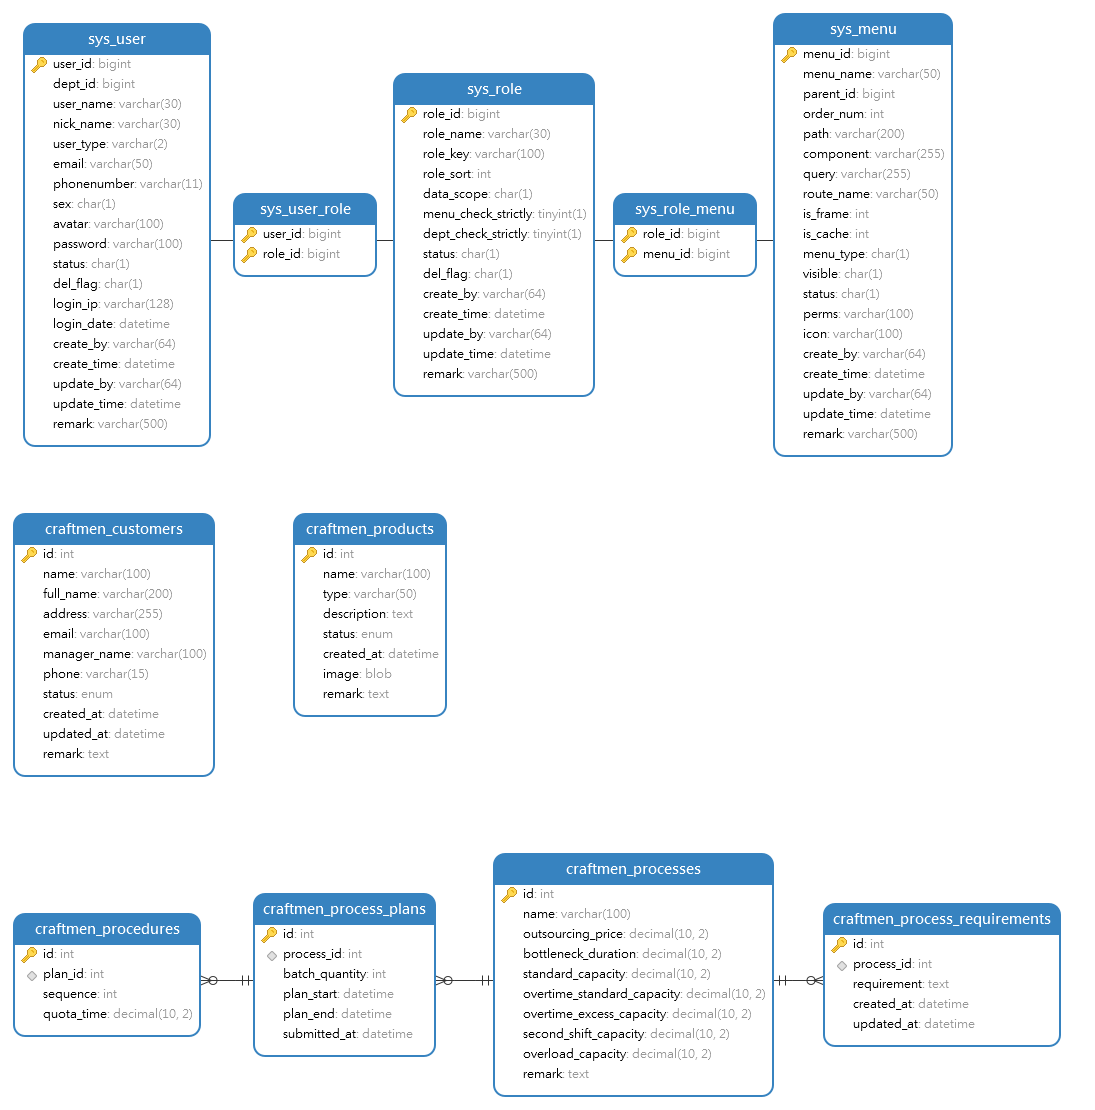 sys_user
user_id: bigint
dept_id: bigint
user_name: varchar(30)
nick_name: varchar(30)
user_type: varchar(2)
email: varchar(50)
phonenumber: varchar(11)
sex: char(1)
avatar: varchar(100)
password: varchar(100)
status: char(1)
del_flag: char(1)
login_ip: varchar(128)
login_date: datetime
create_by: varchar(64)
create_time: datetime
update_by: varchar(64)
update_time: datetime
remark: varchar(500)
sys_user_role
user_id: bigint
role_id: bigint
sys_role
role_id: bigint
role_name: varchar(30)
role_key: varchar(100)
role_sort: int
data_scope: char(1)
menu_check_strictly: tinyint(1)
dept_check_strictly: tinyint(1)
status: char(1)
del_flag: char(1)
create_by: varchar(64)
create_time: datetime
update_by: varchar(64)
update_time: datetime
remark: varchar(500)
sys_role_menu
role_id: bigint
menu_id: bigint
sys_menu
menu_id: bigint
menu_name: varchar(50)
parent_id: bigint
order_num: int
path: varchar(200)
component: varchar(255)
query: varchar(255)
route_name: varchar(50)
is_frame: int
is_cache: int
menu_type: char(1)
visible: char(1)
status: char(1)
perms: varchar(100)
icon: varchar(100)
create_by: varchar(64)
create_time: datetime
update_by: varchar(64)
update_time: datetime
remark: varchar(500)
craftmen_customers
id: int
name: varchar(100)
full_name: varchar(200)
address: varchar(255)
email: varchar(100)
manager_name: varchar(100)
phone: varchar(15)
status: enum
created_at: datetime
updated_at: datetime
remark: text
craftmen_products
id: int
name: varchar(100)
type: varchar(50)
description: text
status: enum
created_at: datetime
image: blob
remark: text
craftmen_procedures
id: int
plan_id: int
sequence: int
quota_time: decimal(10, 2)
craftmen_process_plans
id: int
process_id: int
batch_quantity: int
plan_start: datetime
plan_end: datetime
submitted_at: datetime
craftmen_processes
id: int
name: varchar(100)
outsourcing_price: decimal(10, 2)
bottleneck_duration: decimal(10, 2)
standard_capacity: decimal(10, 2)
overtime_standard_capacity: decimal(10, 2)
overtime_excess_capacity: decimal(10, 2)
second_shift_capacity: decimal(10, 2)
overload_capacity: decimal(10, 2)
remark: text
craftmen_process_requirements
id: int
process_id: int
requirement: text
created_at: datetime
updated_at: datetime